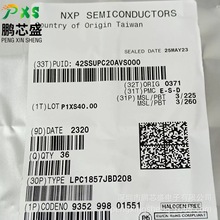 PXS
鹏芯盛
PENG XIN SHENG
NXP SEMICONDUCTORS
Country of Origin Taiwan
SEALED DATE 25MAY23
(33T)PUID: 42SSUPC20AVS000
(32T)ORIG 0371
(31T)PMC E-S-D
(31P)MSL/PBT 3/225
(31P)MSL/PBT 3/260
(1T)LOT P1XS40.00
(9D)DATE 2320
(Q)QTY 36
(30P)TYPE LPC1857JBD208
(1P)CODENO 9352 998 01551